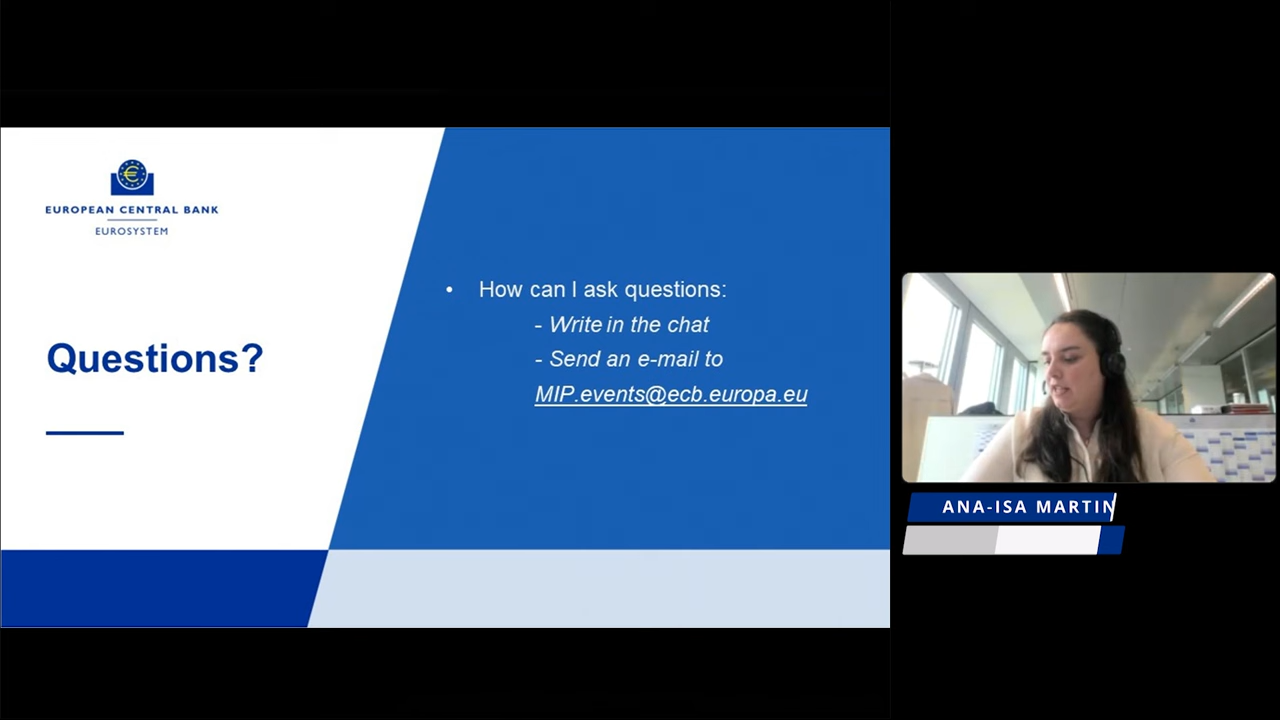 EUROPEAN CENTRAL BANK
EUROSYSTEM
Questions?
• How can I ask questions:
- Write in the chat
- Send an e-mail to
MIP.events@ecb.europa.eu
ANA-ISA MARTIN